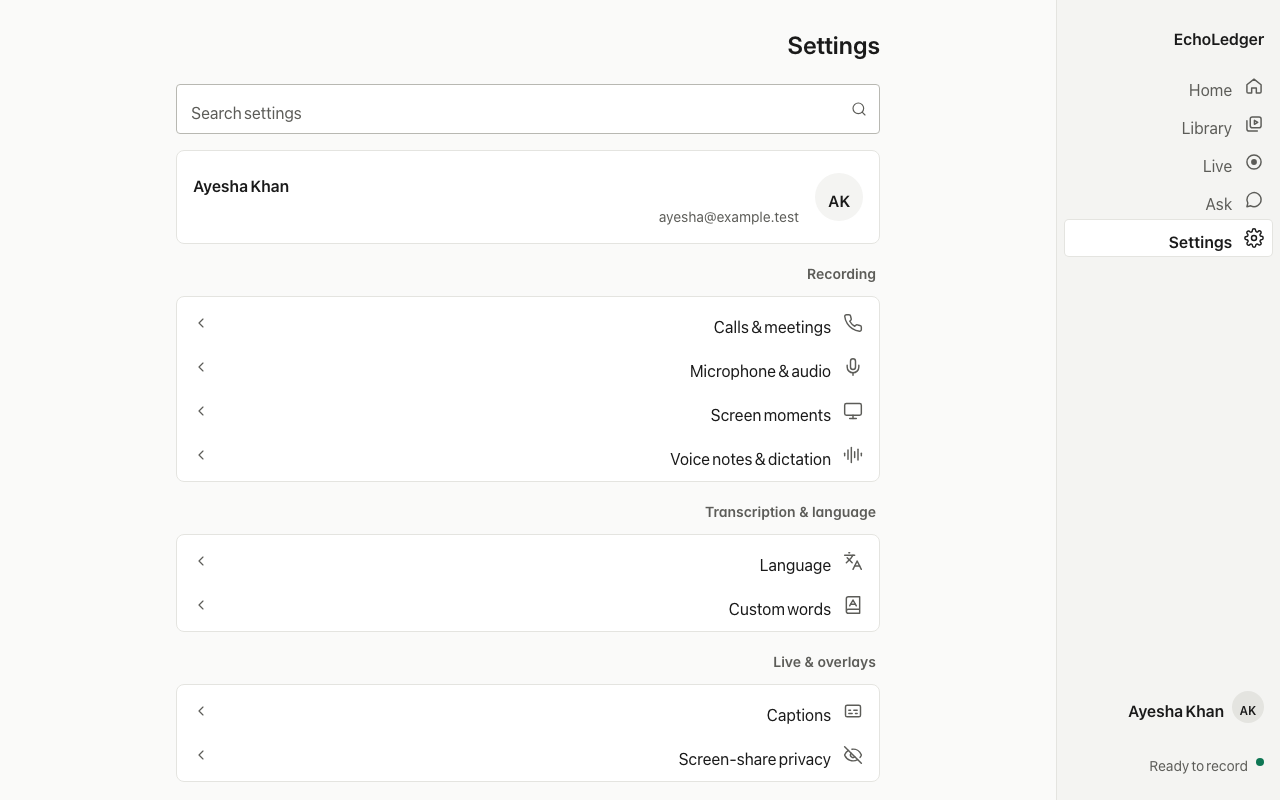 Settings
Search settings
Ayesha Khan
ayesha@example.test
AK
Recording
Calls & meetings
Microphone & audio
Screen moments
Voice notes & dictation
Transcription & language
Language
Custom words
Live & overlays
Captions
Screen-share privacy
EchoLedger
Home
Library
Live
Ask
Settings
Ayesha Khan
AK
Ready to record